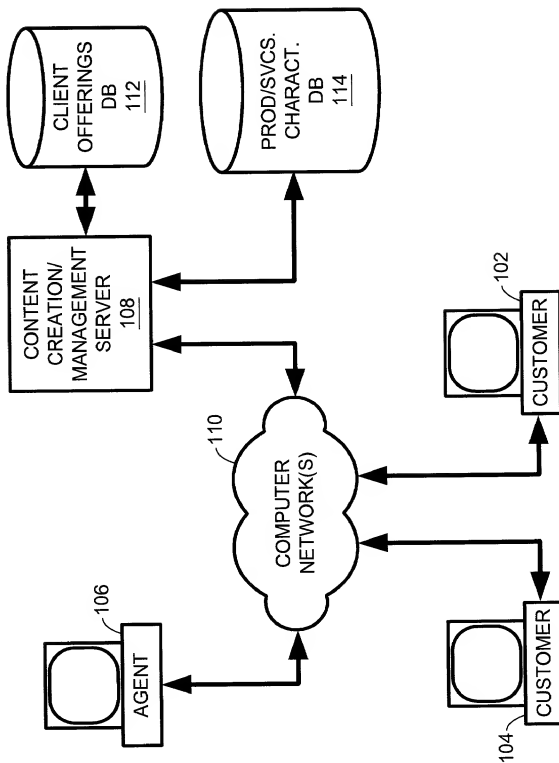 CLIENT
OFFERINGS
DB
112
PROD/SVCS.
CHARACT.
DB
114
CONTENT
CREATION/
MANAGEMENT
SERVER
108
102
CUSTOMER
110
COMPUTER
NETWORK(S)
106
AGENT
CUSTOMER
104